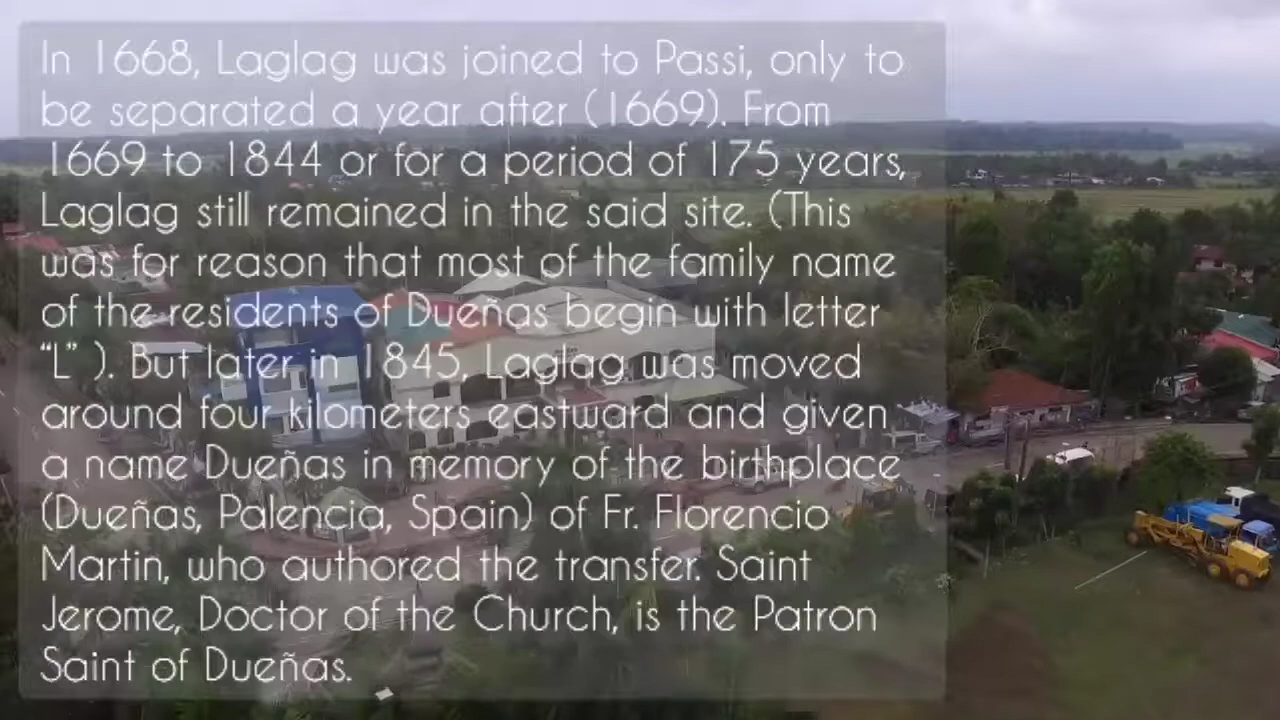 In 1668, Laglag was joined to Passi, only to
be separated a year after (1669). From
1669 to 1844 or for a period of 175 years,
Laglag still remained in the said site. (This
was for reason that most of the family name
of the residents of Dueñas begin with letter
“L” ). But later in 1845, Laglag was moved
around four kilometers eastward and given
a name Dueñas in memory of the birthplace
(Dueñas, Palencia, Spain) of Fr. Florencio
Martin, who authored the transfer. Saint
Jerome, Doctor of the Church, is the Patron
Saint of Dueñas.